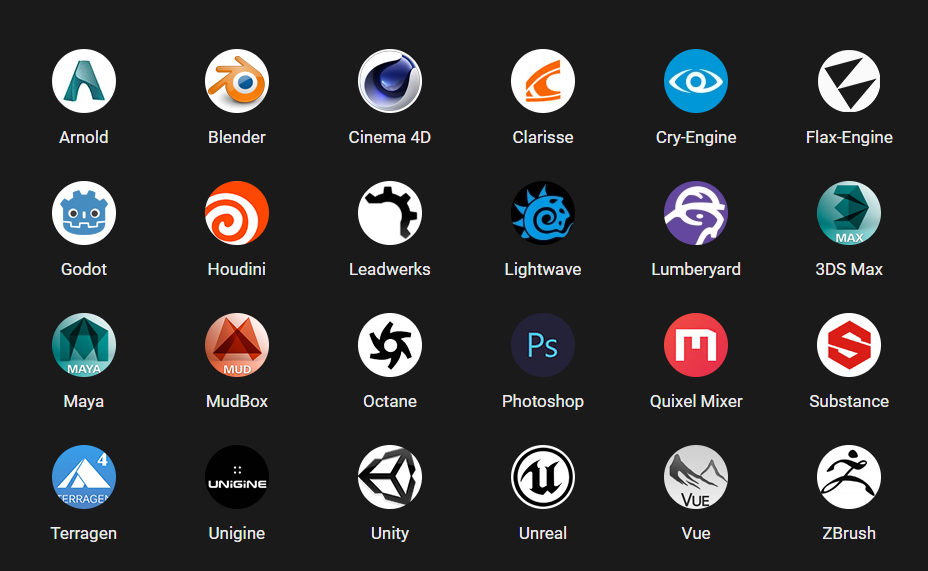 Arnold
Blender
Cinema 4D
Clarisse
Cry-Engine
Flax-Engine
MAX
Godot
Houdini
Leadwerks
Lightwave
Lumberyard
3DS Max
MAYA
MUD
Ps
Maya
MudBox
Octane
Photoshop
Quixel Mixer
Substance
4
TERRAGEN
UNIGINE
VUE
Terragen
Unigine
Unity
Unreal
Vue
ZBrush